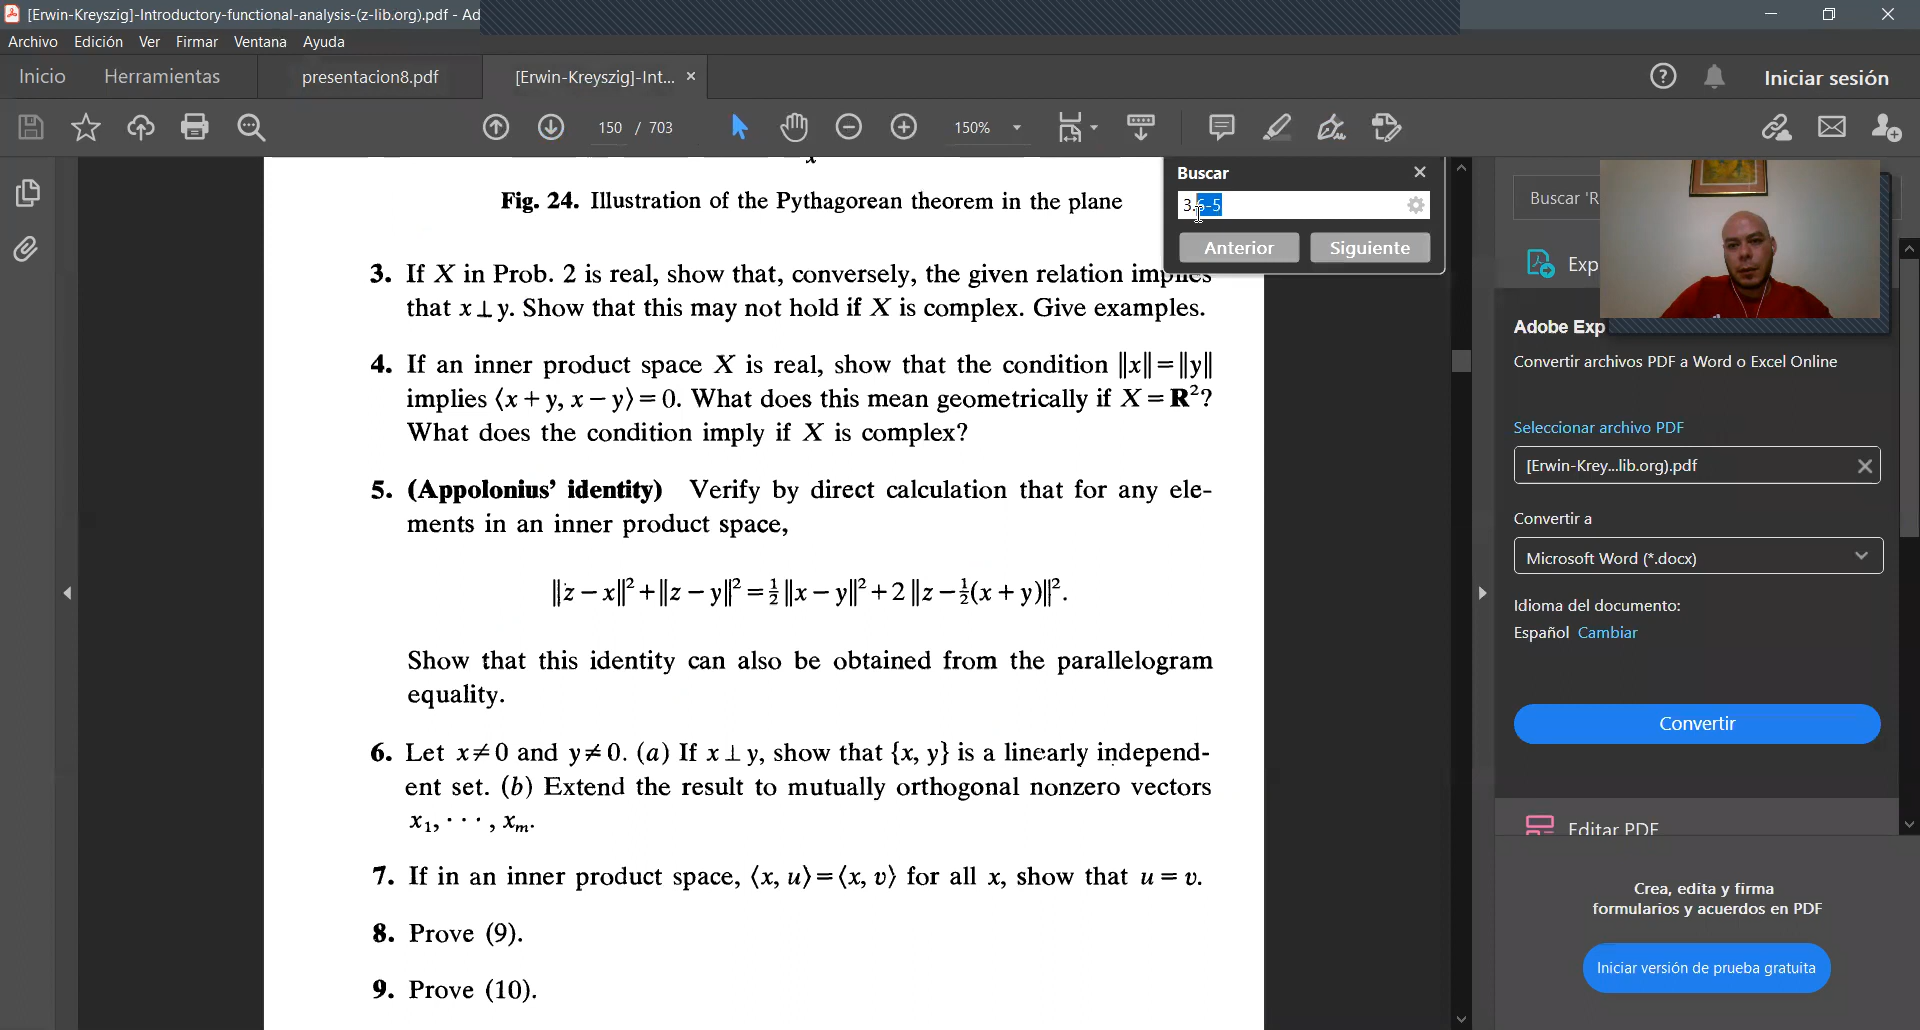 [Erwin-Kreyszig]-Introductory-functional-analysis-(z-lib.org).pdf - Ad
Archivo Edición Ver Firmar Ventana Ayuda
Inicio Herramientas presentacion8.pdf [Erwin-Kreyszig]-Int... ×
Iniciar sesión
150 / 703 150%
Buscar
3.6-5
Anterior Siguiente
Fig. 24. Illustration of the Pythagorean theorem in the plane
3. If X in Prob. 2 is real, show that, conversely, the given relation implies
that x⊥y. Show that this may not hold if X is complex. Give examples.
4. If an inner product space X is real, show that the condition ‖x‖=‖y‖
implies ⟨x+y, x−y⟩=0. What does this mean geometrically if X=R²?
What does the condition imply if X is complex?
5. (Appolonius' identity) Verify by direct calculation that for any ele-
ments in an inner product space,
‖z−x‖²+‖z−y‖²=½‖x−y‖²+2‖z−½(x+y)‖².
Show that this identity can also be obtained from the parallelogram
equality.
6. Let x≠0 and y≠0. (a) If x⊥y, show that {x, y} is a linearly independ-
ent set. (b) Extend the result to mutually orthogonal nonzero vectors
x₁, · · · , xₘ.
7. If in an inner product space, ⟨x, u⟩=⟨x, v⟩ for all x, show that u=v.
8. Prove (9).
9. Prove (10).
Buscar 'R
Exp
Adobe Exp
Convertir archivos PDF a Word o Excel Online
Seleccionar archivo PDF
[Erwin-Krey...lib.org).pdf
Convertir a
Microsoft Word (*.docx)
Idioma del documento:
Español Cambiar
Convertir
Editar PDF
Crea, edita y firma
formularios y acuerdos en PDF
Iniciar versión de prueba gratuita